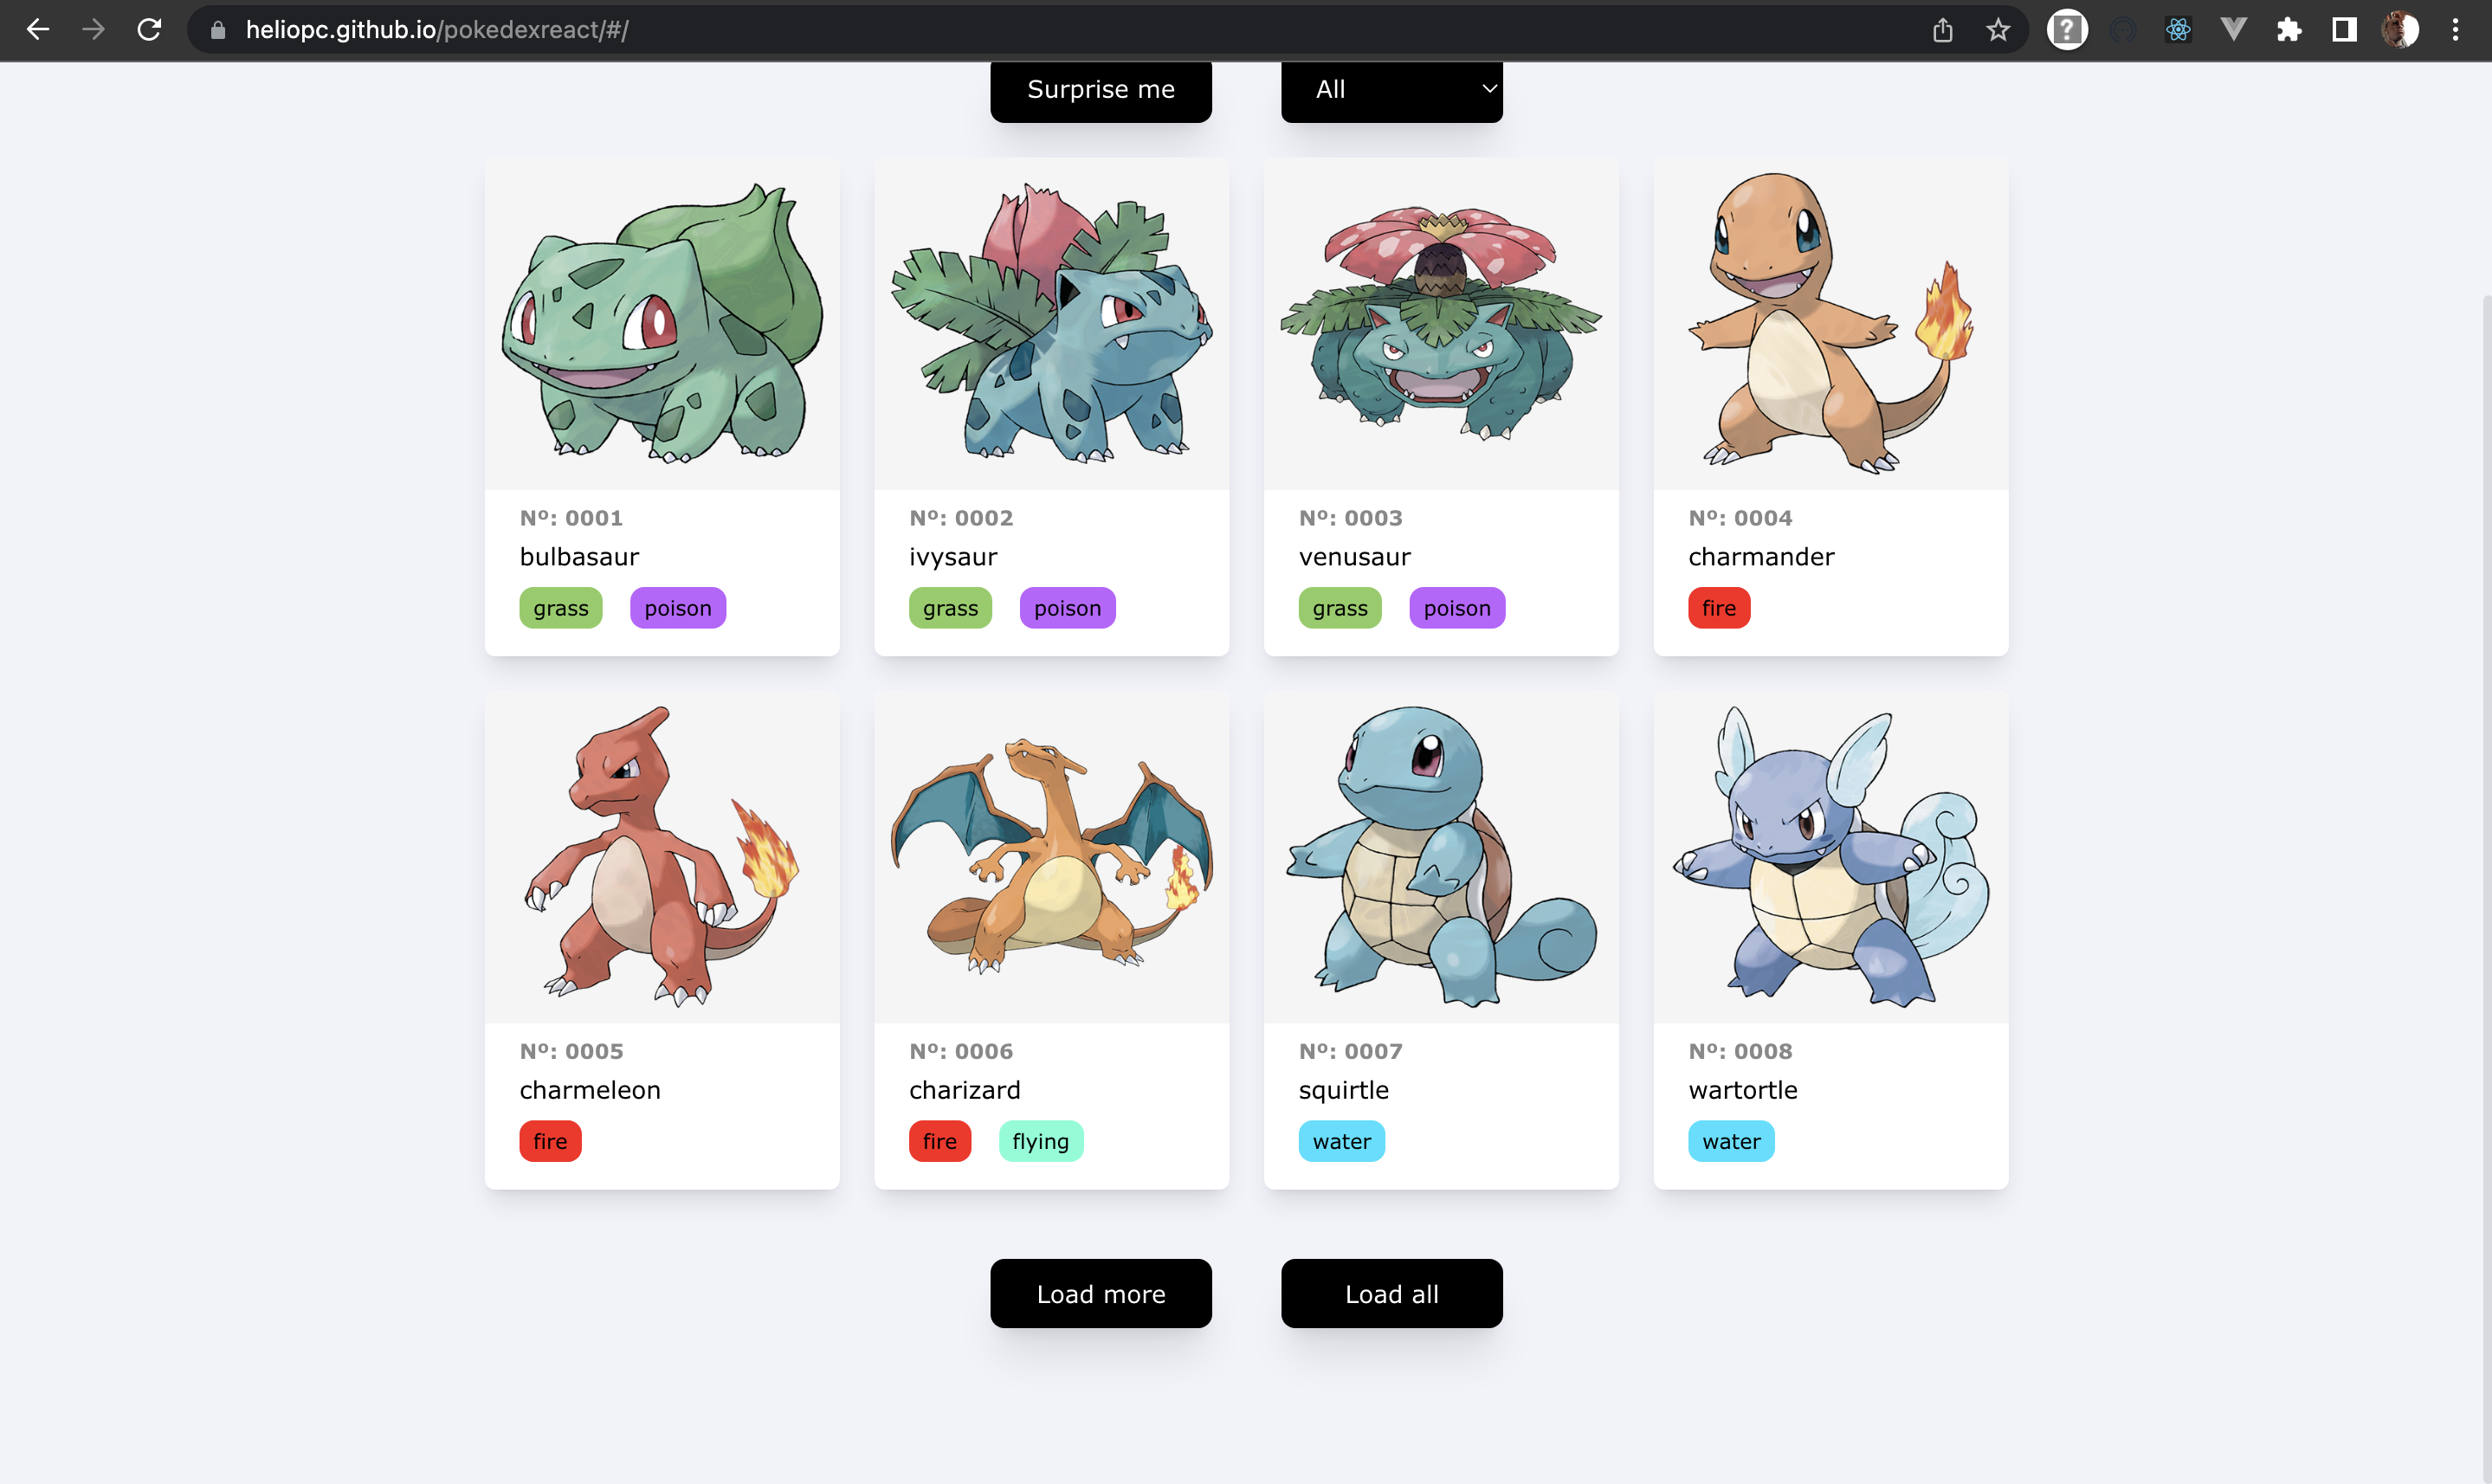 heliopc.github.io/pokedexreact/#/
Surprise me
All
Nº: 0001
bulbasaur
grass poison
Nº: 0002
ivysaur
grass poison
Nº: 0003
venusaur
grass poison
Nº: 0004
charmander
fire
Nº: 0005
charmeleon
fire
Nº: 0006
charizard
fire flying
Nº: 0007
squirtle
water
Nº: 0008
wartortle
water
Load more
Load all